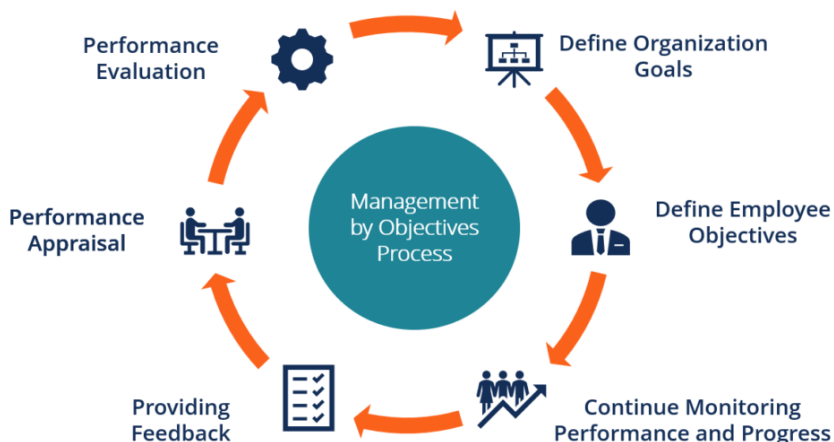 Performance
Evaluation
Define Organization
Goals
Management
by Objectives
Process
Performance
Appraisal
Define Employee
Objectives
Providing
Feedback
Continue Monitoring
Performance and Progress